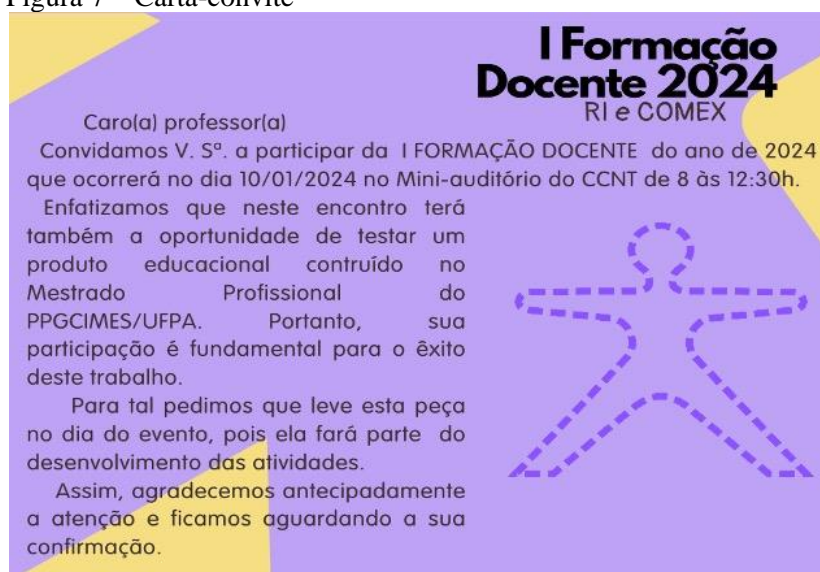 Figura 7 – Carta-convite
I Formação
Docente 2024
RI e COMEX
Caro(a) professor(a)
Convidamos V. Sª. a participar da I FORMAÇÃO DOCENTE do ano de 2024
que ocorrerá no dia 10/01/2024 no Mini-auditório do CCNT de 8 às 12:30h.
Enfatizamos que neste encontro terá
também a oportunidade de testar um
produto educacional contruído no
Mestrado Profissional do
PPGCIMES/UFPA. Portanto, sua
participação é fundamental para o êxito
deste trabalho.
Para tal pedimos que leve esta peça
no dia do evento, pois ela fará parte do
desenvolvimento das atividades.
Assim, agradecemos antecipadamente
a atenção e ficamos aguardando a sua
confirmação.